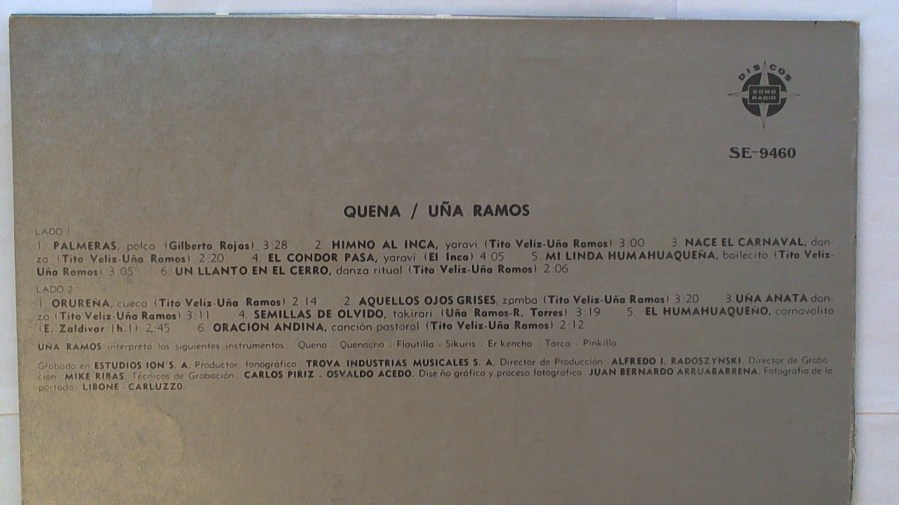 DISCOS
SONO
RADIO
SE-9460
QUENA / UÑA RAMOS
LADO 1
1. PALMERAS, polca (Gilberto Rojas) 3:28 2. HIMNO AL INCA, yaraví (Tito Veliz-Uña Ramos) 3:00 3. NACE EL CARNAVAL, dan-
za (Tito Veliz-Uña Ramos) 2:20 4. EL CONDOR PASA, yaraví (El Inca) 4:05 5. MI LINDA HUMAHUAQUEÑA, bailecito (Tito Veliz-
Uña Ramos) 3:05 6. UN LLANTO EN EL CERRO, danza ritual (Tito Veliz-Uña Ramos) 2:06
LADO 2
1. ORUREÑA, cueca (Tito Veliz-Uña Ramos) 2:14 2. AQUELLOS OJOS GRISES, zamba (Tito Veliz-Uña Ramos) 3:20 3 UÑA ANATA dan-
za (Tito Veliz-Uña Ramos) 3:11 4. SEMILLAS DE OLVIDO, takirari (Uña Ramos-R. Torres) 3:19 5. EL HUMAHUAQUEÑO, carnavalito
(E. Zaldivar (h.) 2,45 6. ORACION ANDINA, canción pastoral (Tito Veliz-Uña Ramos) 2:12
UÑA RAMOS interpreta los siguientes instrumentos: Quena - Quenacho - Flautilla - Sikuris - Erkencho - Tarca - Pinkillo
Grabado en ESTUDIOS ION'S. A. Productor fonográfico: TROVA INDUSTRIAS MUSICALES S. A. Director de Producción: ALFREDO I. RADOSZYNSKI. Director de Graba
ción: MIKE RIBAS. Técnicos de Grabación: CARLOS PIRIZ - OSVALDO ACEDO. Diseño gráfico y proceso fotográfico: JUAN BERNARDO ARRUABARRENA. Fotografía de la
portada: LIBONE - CARLUZZO.